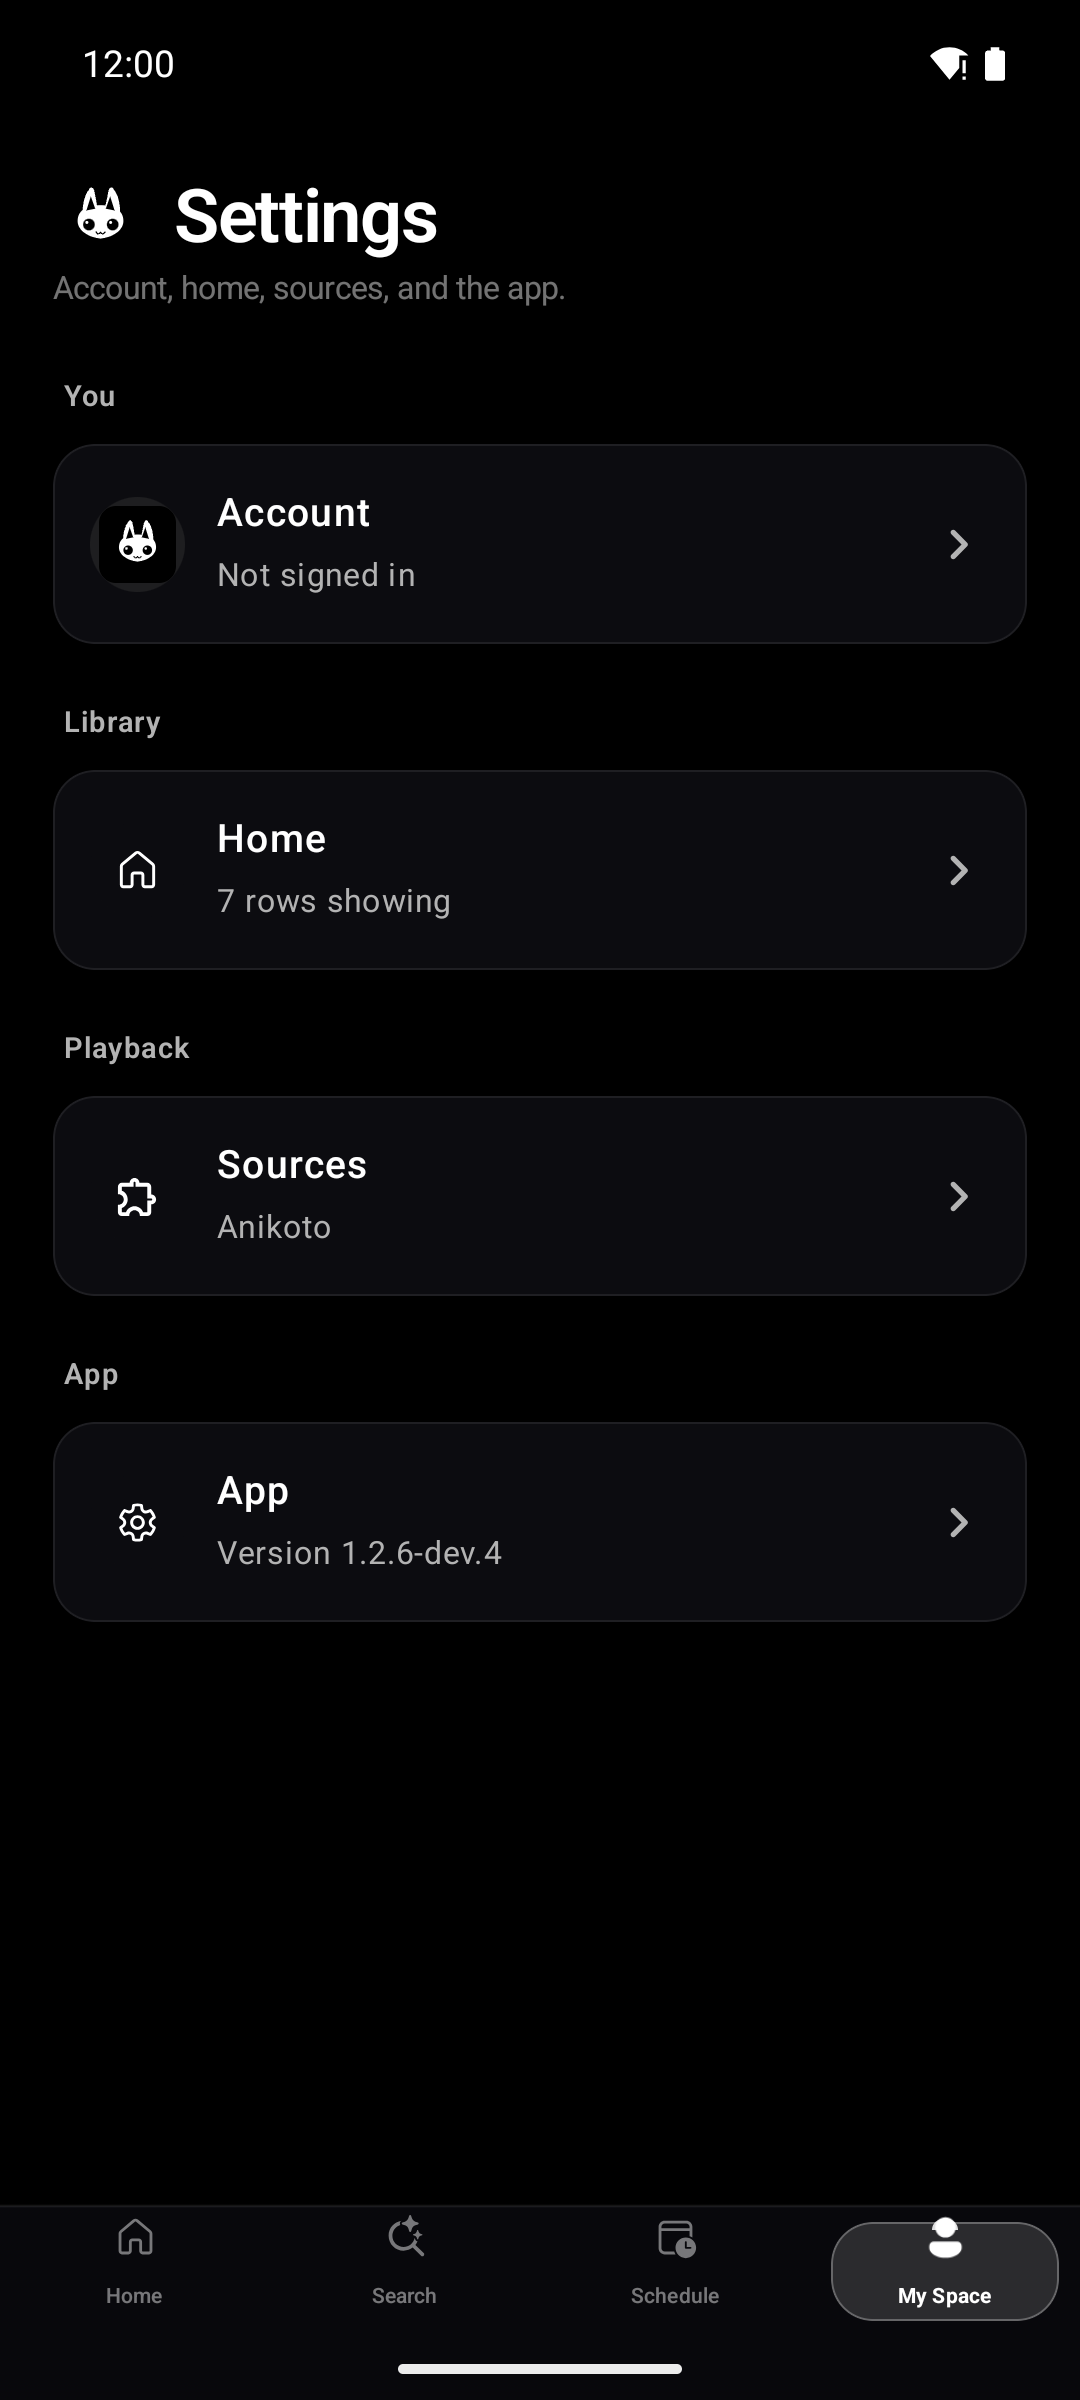 12:00
Settings
Account, home, sources, and the app.
You
Account
Not signed in
Library
Home
7 rows showing
Playback
Sources
Anikoto
App
App
Version 1.2.6-dev.4
Home
Search
Schedule
My Space